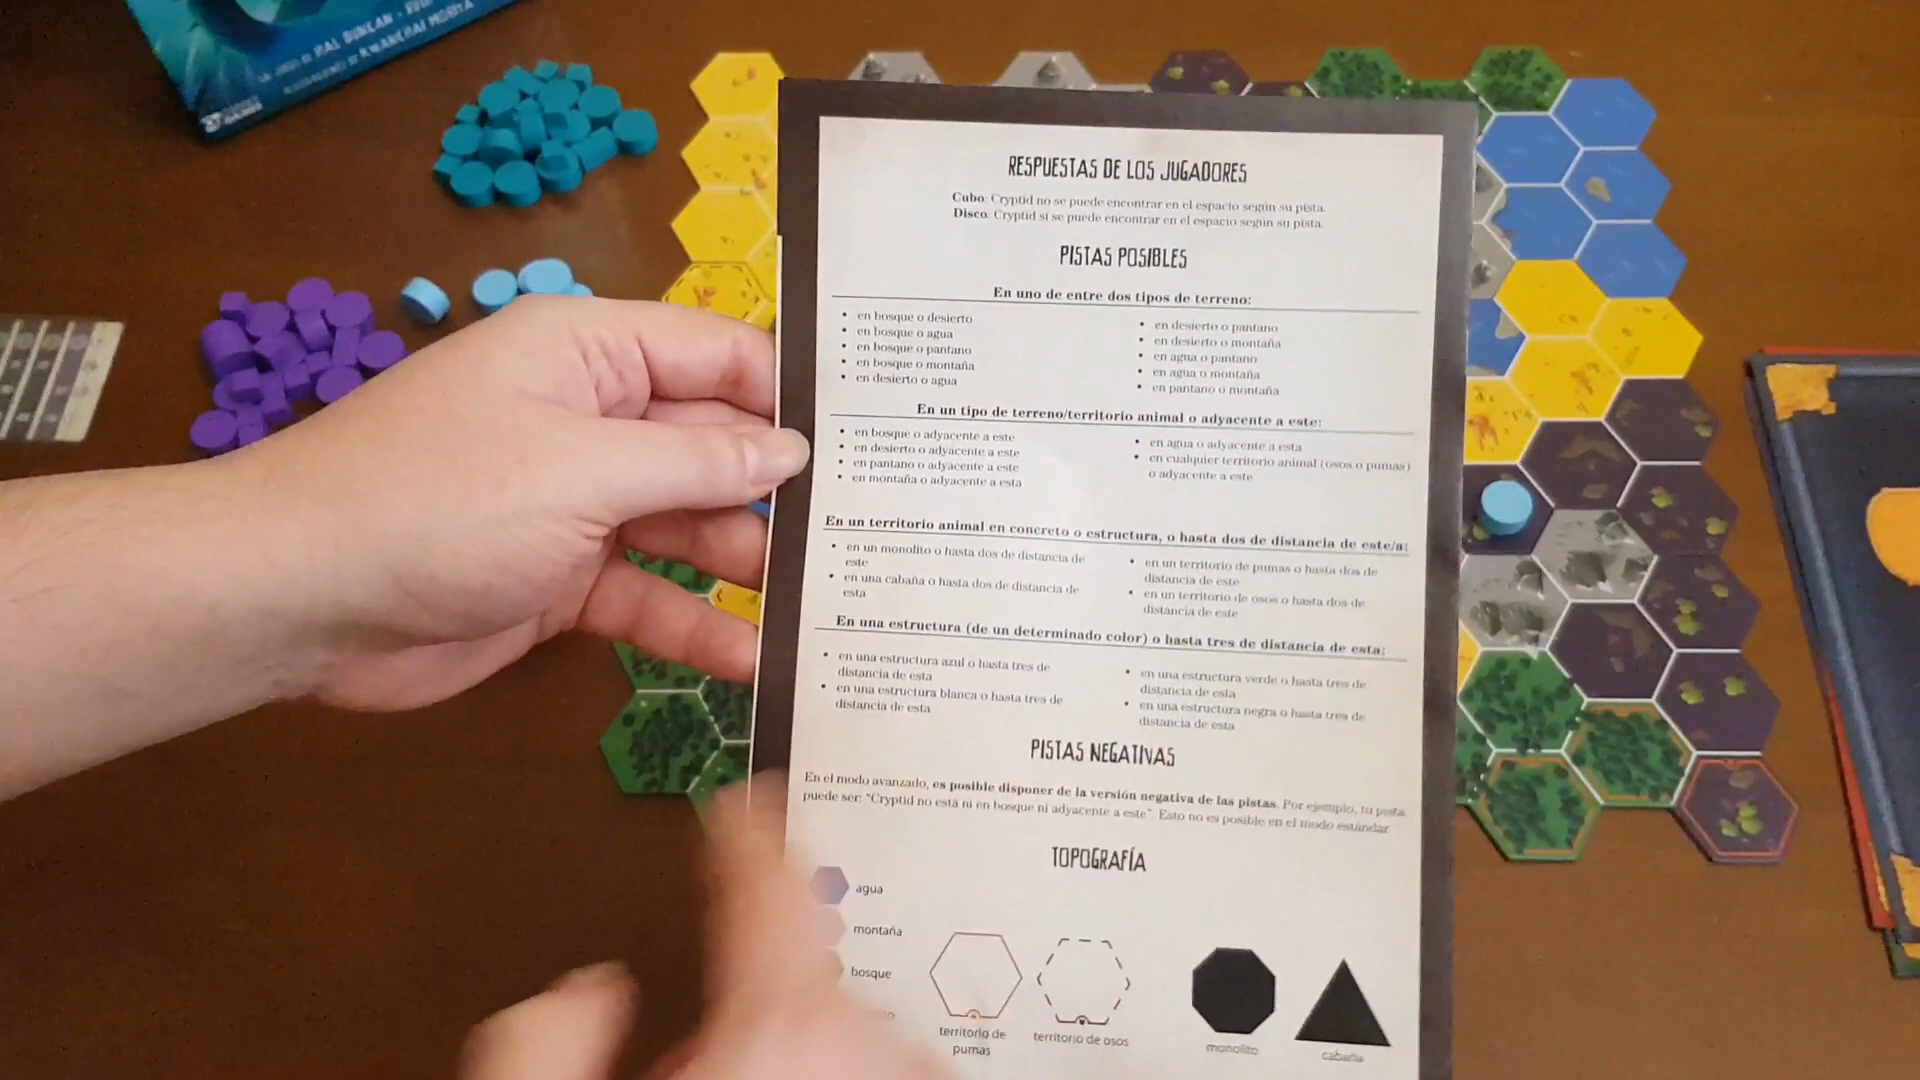 HAL DUNCAN
KWANCHAI MORIYA
RESPUESTAS DE LOS JUGADORES
Cubo: Cryptid no se puede encontrar en el espacio según su pista.
Disco: Cryptid sí se puede encontrar en el espacio según su pista.
PISTAS POSIBLES
En uno de entre dos tipos de terreno:
• en bosque o desierto
• en bosque o agua
• en bosque o pantano
• en bosque o montaña
• en desierto o agua
• en desierto o pantano
• en desierto o montaña
• en agua o pantano
• en agua o montaña
• en pantano o montaña
En un tipo de terreno/territorio animal o adyacente a este:
• en bosque o adyacente a este
• en desierto o adyacente a este
• en pantano o adyacente a este
• en montaña o adyacente a esta
• en agua o adyacente a esta
• en cualquier territorio animal (osos o pumas)
o adyacente a este
En un territorio animal en concreto o estructura, o hasta dos de distancia de este/a:
• en un monolito o hasta dos de distancia de
este
• en una cabaña o hasta dos de distancia de
esta
• en un territorio de pumas o hasta dos de
distancia de este
• en un territorio de osos o hasta dos de
distancia de este
En una estructura (de un determinado color) o hasta tres de distancia de esta:
• en una estructura azul o hasta tres de
distancia de esta
• en una estructura blanca o hasta tres de
distancia de esta
• en una estructura verde o hasta tres de
distancia de esta
• en una estructura negra o hasta tres de
distancia de esta
PISTAS NEGATIVAS
En el modo avanzado, es posible disponer de la versión negativa de las pistas. Por ejemplo, tu pista
puede ser: "Cryptid no está ni en bosque ni adyacente a este". Esto no es posible en el modo estándar.
TOPOGRAFÍA
agua
montaña
bosque
territorio de
pumas
territorio de osos
monolito
cabaña